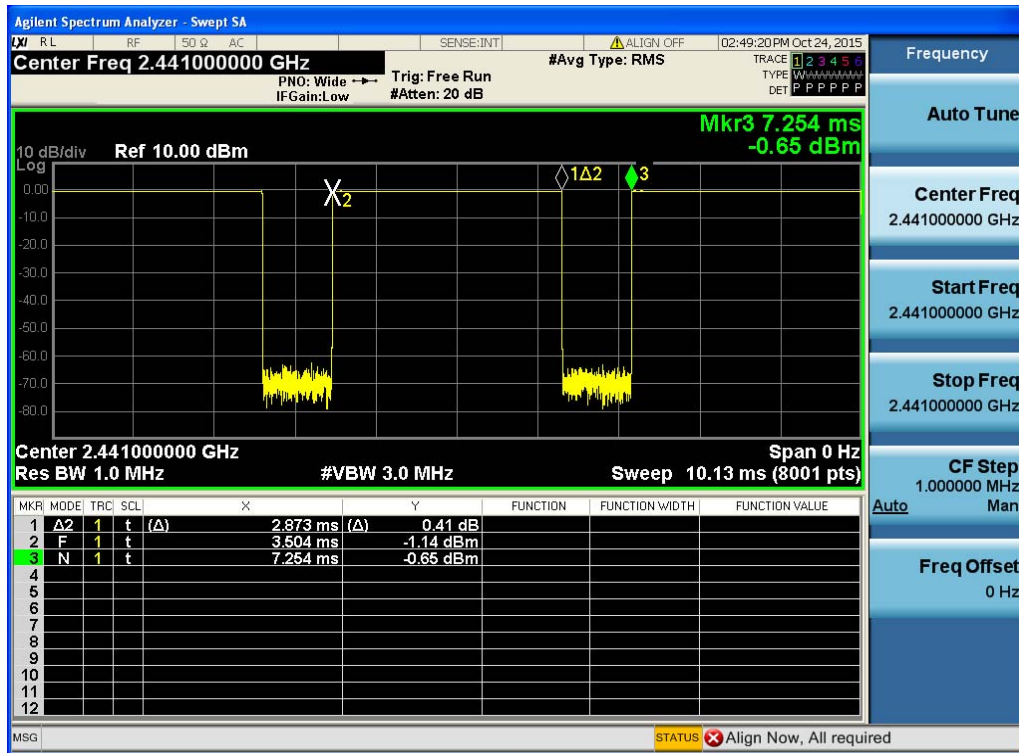 Agilent Spectrum Analyzer - Swept SA
LXI RL RF 50 Ω AC SENSE:INT ALIGN OFF 02:49:20PM Oct 24, 2015
Center Freq 2.441000000 GHz
PNO: Wide
IFGain:Low
Trig: Free Run
#Atten: 20 dB
#Avg Type: RMS
TRACE 1 2 3 4 5 6
TYPE W
DET P P P P P P
Mkr3 7.254 ms
-0.65 dBm
10 dB/div Ref 10.00 dBm
Log
1Δ2 3
0.00
2
-10.0
-20.0
-30.0
-40.0
-50.0
-60.0
-70.0
-80.0
Center 2.441000000 GHz Span 0 Hz
Res BW 1.0 MHz #VBW 3.0 MHz Sweep 10.13 ms (8001 pts)
MKR MODE TRC SCL X Y FUNCTION FUNCTION WIDTH FUNCTION VALUE
1 Δ2 1 t (Δ) 2.873 ms (Δ) 0.41 dB
2 F 1 t 3.504 ms -1.14 dBm
3 N 1 t 7.254 ms -0.65 dBm
4
5
6
7
8
9
10
11
12
MSG STATUS Align Now, All required
Frequency
Auto Tune
Center Freq
2.441000000 GHz
Start Freq
2.441000000 GHz
Stop Freq
2.441000000 GHz
CF Step
1.000000 MHz
Auto Man
Freq Offset
0 Hz